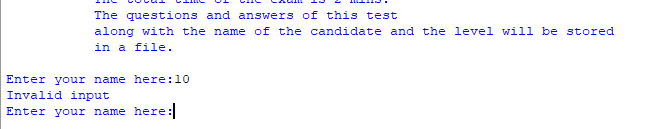 The total time of the exam is 2 mins.
The questions and answers of this test
along with the name of the candidate and the level will be stored
in a file.
Enter your name here:10
Invalid input
Enter your name here: